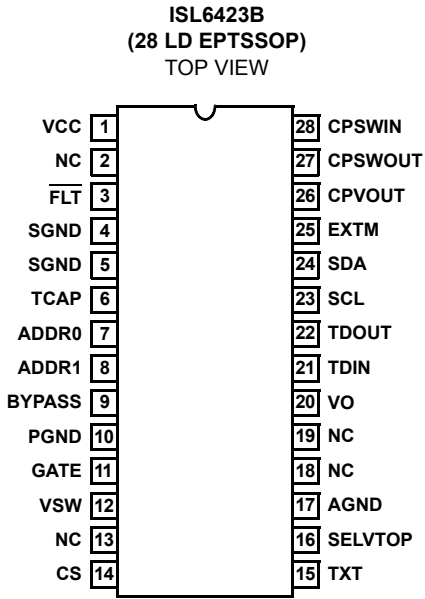 ISL6423B
(28 LD EPTSSOP)
TOP VIEW
VCC 1 28 CPSWIN
NC 2 27 CPSWOUT
FLT 3 26 CPVOUT
SGND 4 25 EXTM
SGND 5 24 SDA
TCAP 6 23 SCL
ADDR0 7 22 TDOUT
ADDR1 8 21 TDIN
BYPASS 9 20 VO
PGND 10 19 NC
GATE 11 18 NC
VSW 12 17 AGND
NC 13 16 SELVTOP
CS 14 15 TXT